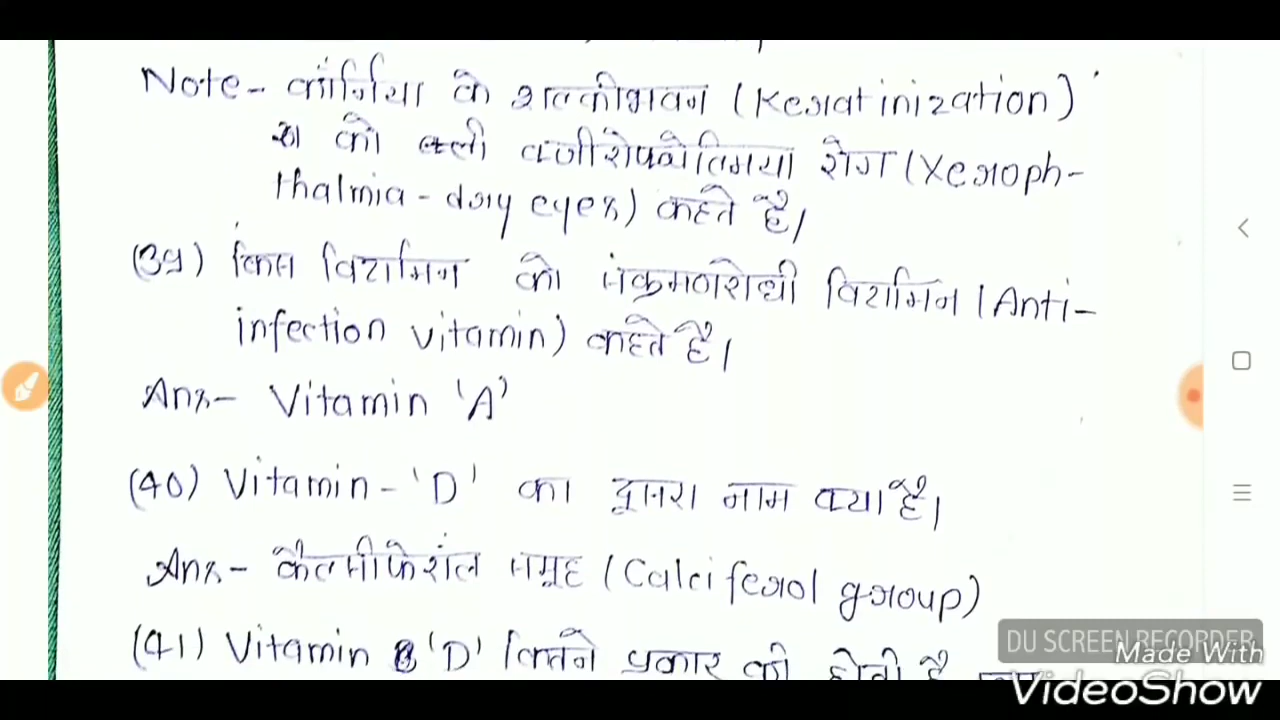 Note- कॉर्निया के शल्कीभवन (Keratinization)
को वजीरोफ्थेल्मिया रोग (Xeroph-
thalmia - dry eyes) कहते है।
(39) किस विटामिन को संक्रमणरोधी विटामिन (Anti-
infection vitamin) कहते है।
Ans- Vitamin 'A'
(40) Vitamin - 'D' का दूसरा नाम क्या है।
Ans- कैल्सीफेरॉल समूह (Calciferol group)
(41) Vitamin 'D' कितने प्रकार की होती है
DU SCREEN RECORDER
Made With
VideoShow